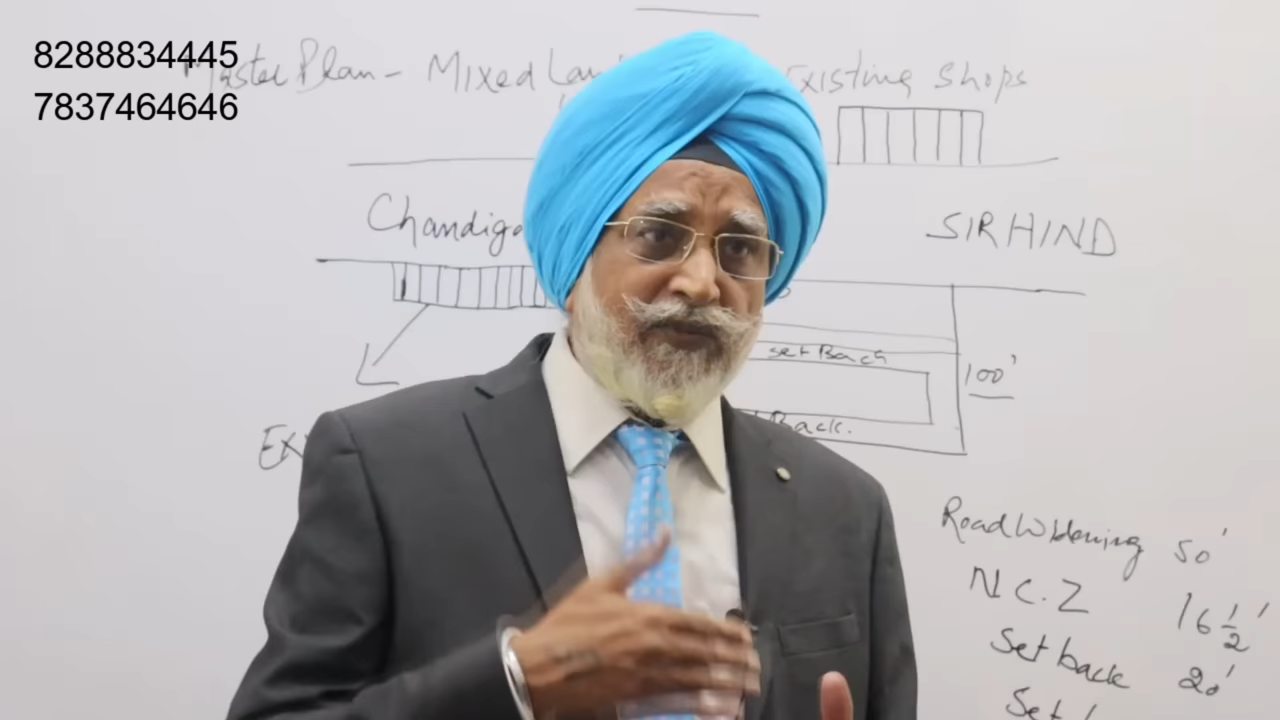 8288834445
7837464646
Master Plan - Mixed Existing Shops
SIRHIND
set Back
100'
Back.
Road Widening 50'
N.C.Z 16 1/2'
Set back 20'